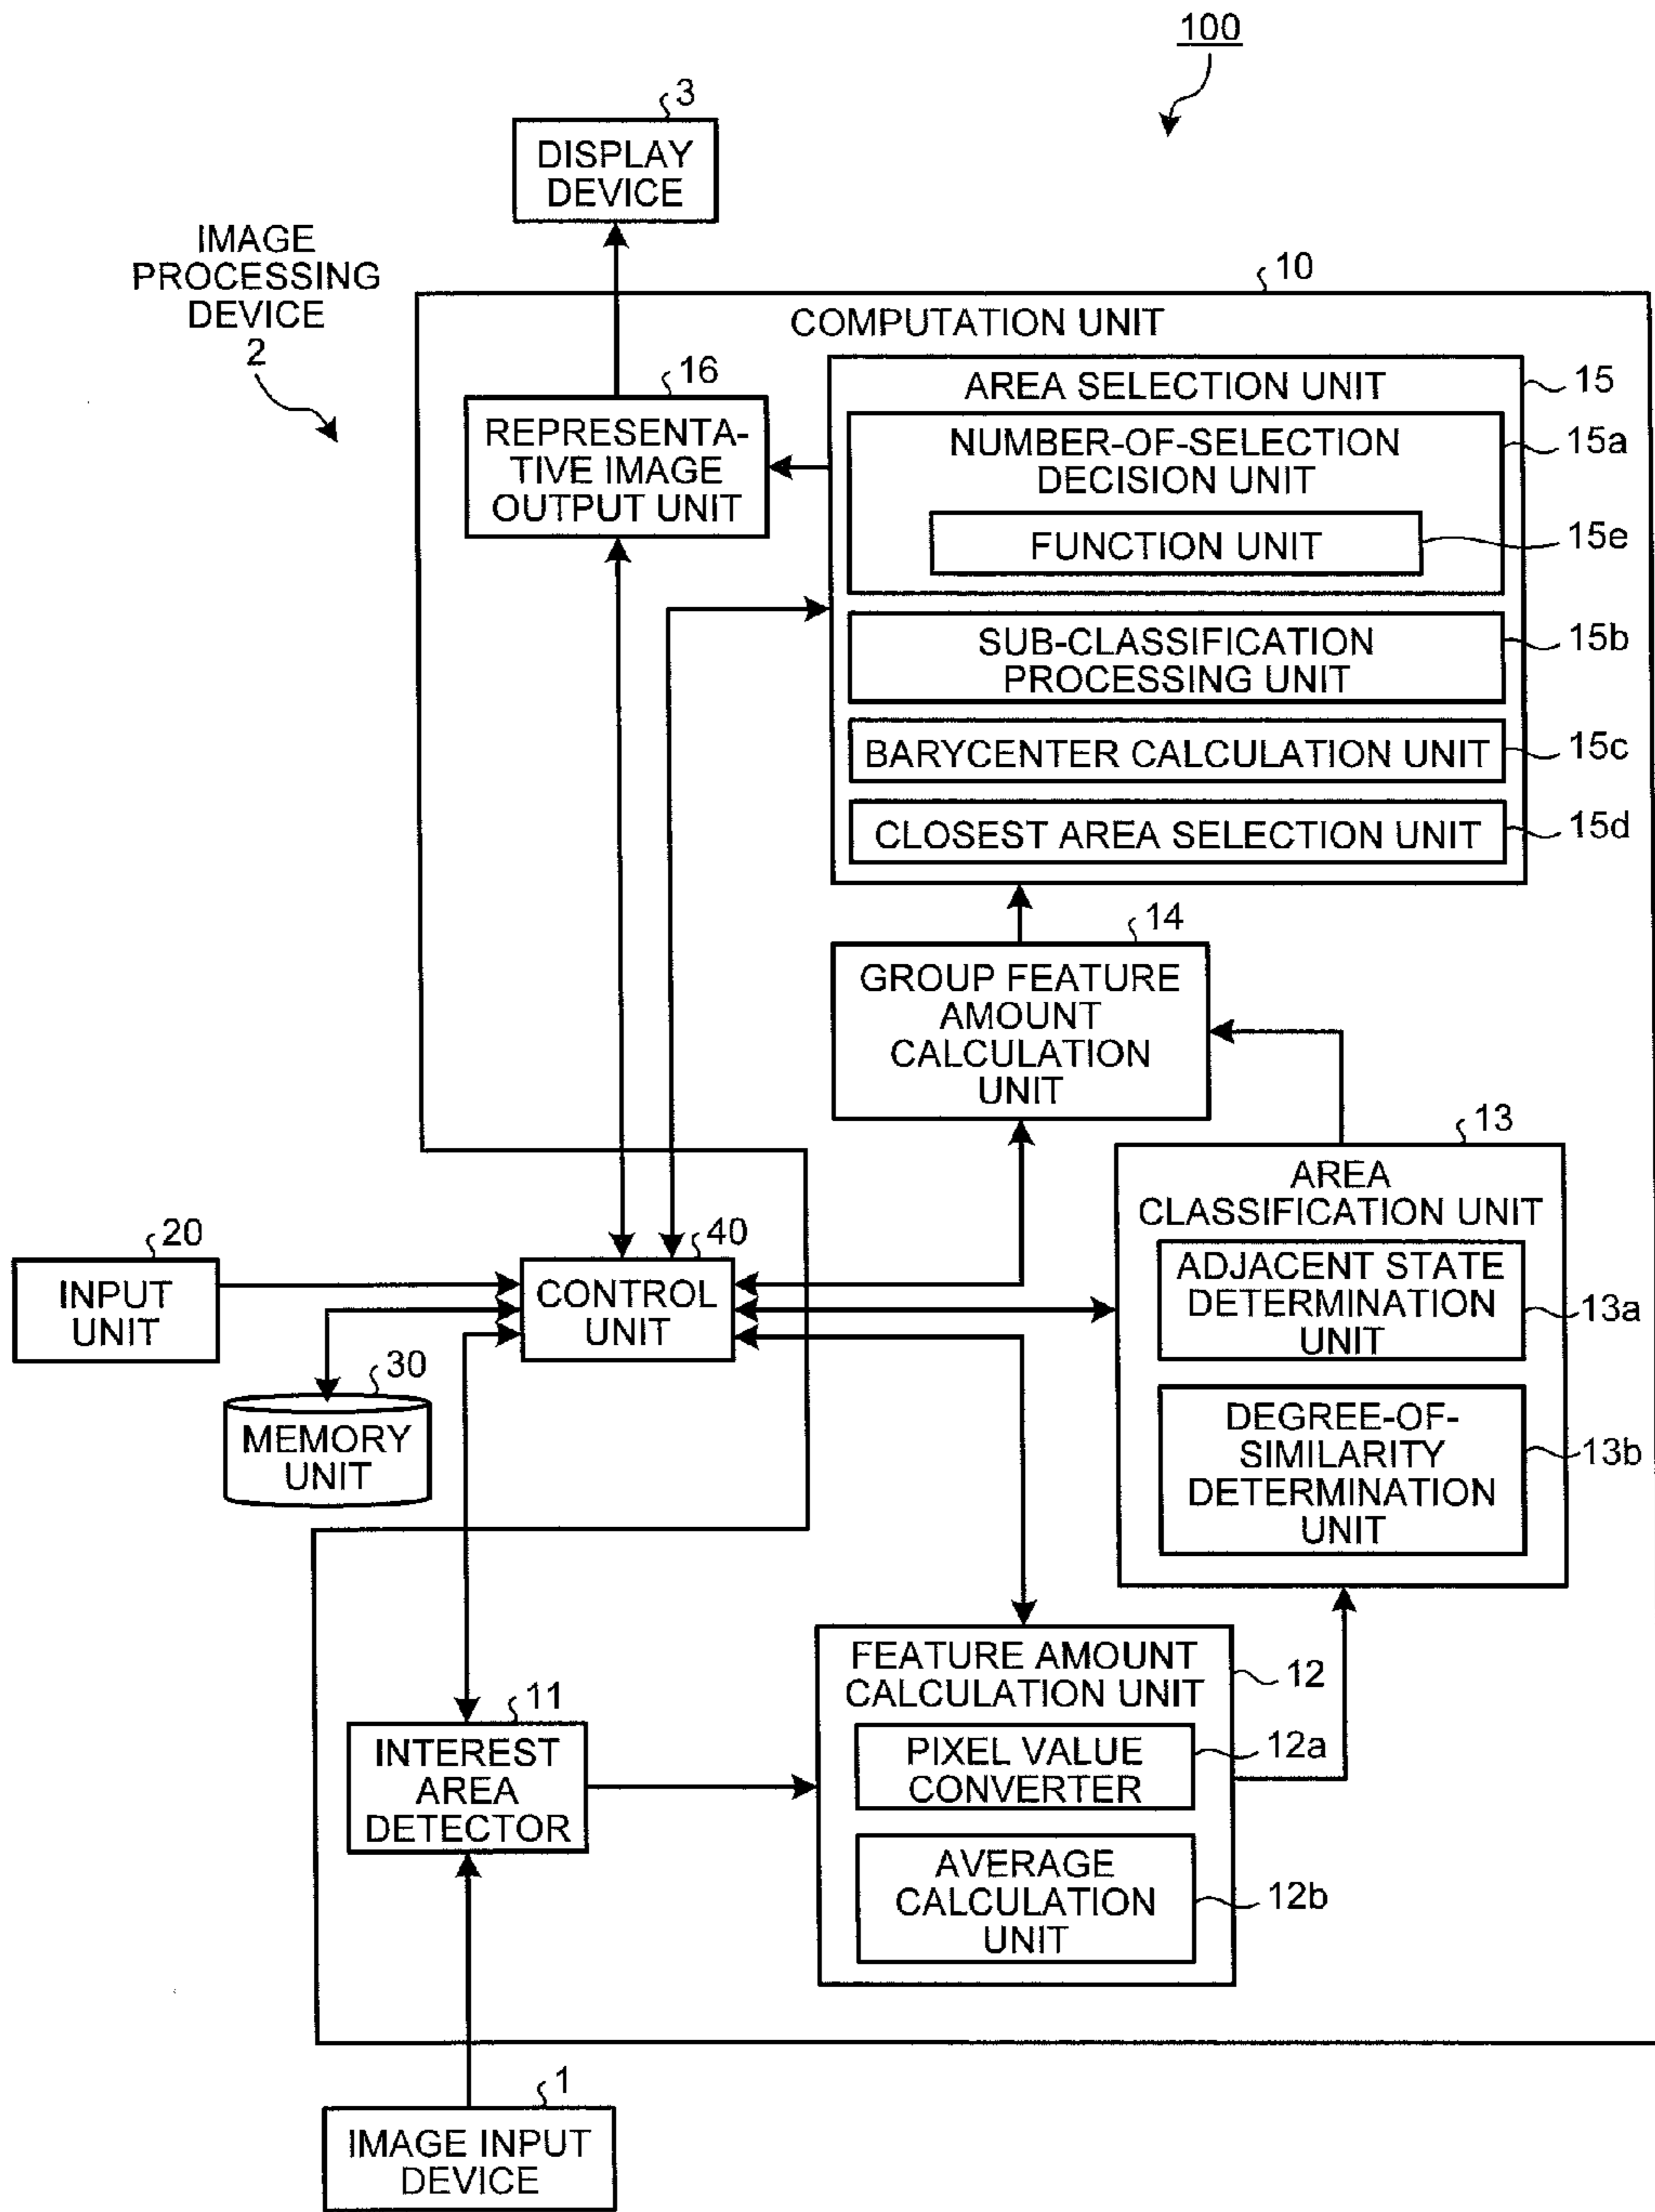 100
3
DISPLAY
DEVICE
IMAGE
PROCESSING
DEVICE
2
10
COMPUTATION UNIT
16
REPRESENTA-
TIVE IMAGE
OUTPUT UNIT
AREA SELECTION UNIT
15
NUMBER-OF-SELECTION
DECISION UNIT
15a
FUNCTION UNIT
15e
SUB-CLASSIFICATION
PROCESSING UNIT
15b
BARYCENTER CALCULATION UNIT
15c
CLOSEST AREA SELECTION UNIT
15d
14
GROUP FEATURE
AMOUNT
CALCULATION
UNIT
13
AREA
CLASSIFICATION UNIT
ADJACENT STATE
DETERMINATION
UNIT
13a
DEGREE-OF-
SIMILARITY
DETERMINATION
UNIT
13b
20
INPUT
UNIT
40
CONTROL
UNIT
30
MEMORY
UNIT
11
INTEREST
AREA
DETECTOR
FEATURE AMOUNT
CALCULATION UNIT
12
PIXEL VALUE
CONVERTER
12a
AVERAGE
CALCULATION
UNIT
12b
1
IMAGE INPUT
DEVICE